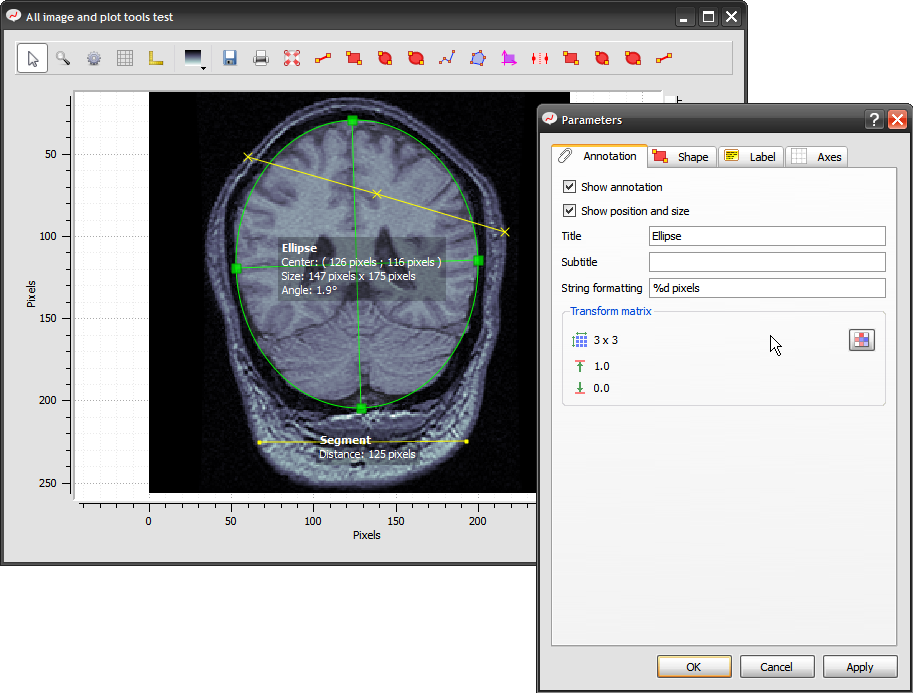 All image and plot tools test
50
100
150
200
250
Pixels
Ellipse
Center: ( 126 pixels ; 116 pixels )
Size: 147 pixels x 175 pixels
Angle: 1.9°
Segment
Distance: 125 pixels
0
50
100
150
200
Pixels
Parameters
Annotation
Shape
Label
Axes
Show annotation
Show position and size
Title
Ellipse
Subtitle
String formatting
%d pixels
Transform matrix
3 x 3
1.0
0.0
OK
Cancel
Apply